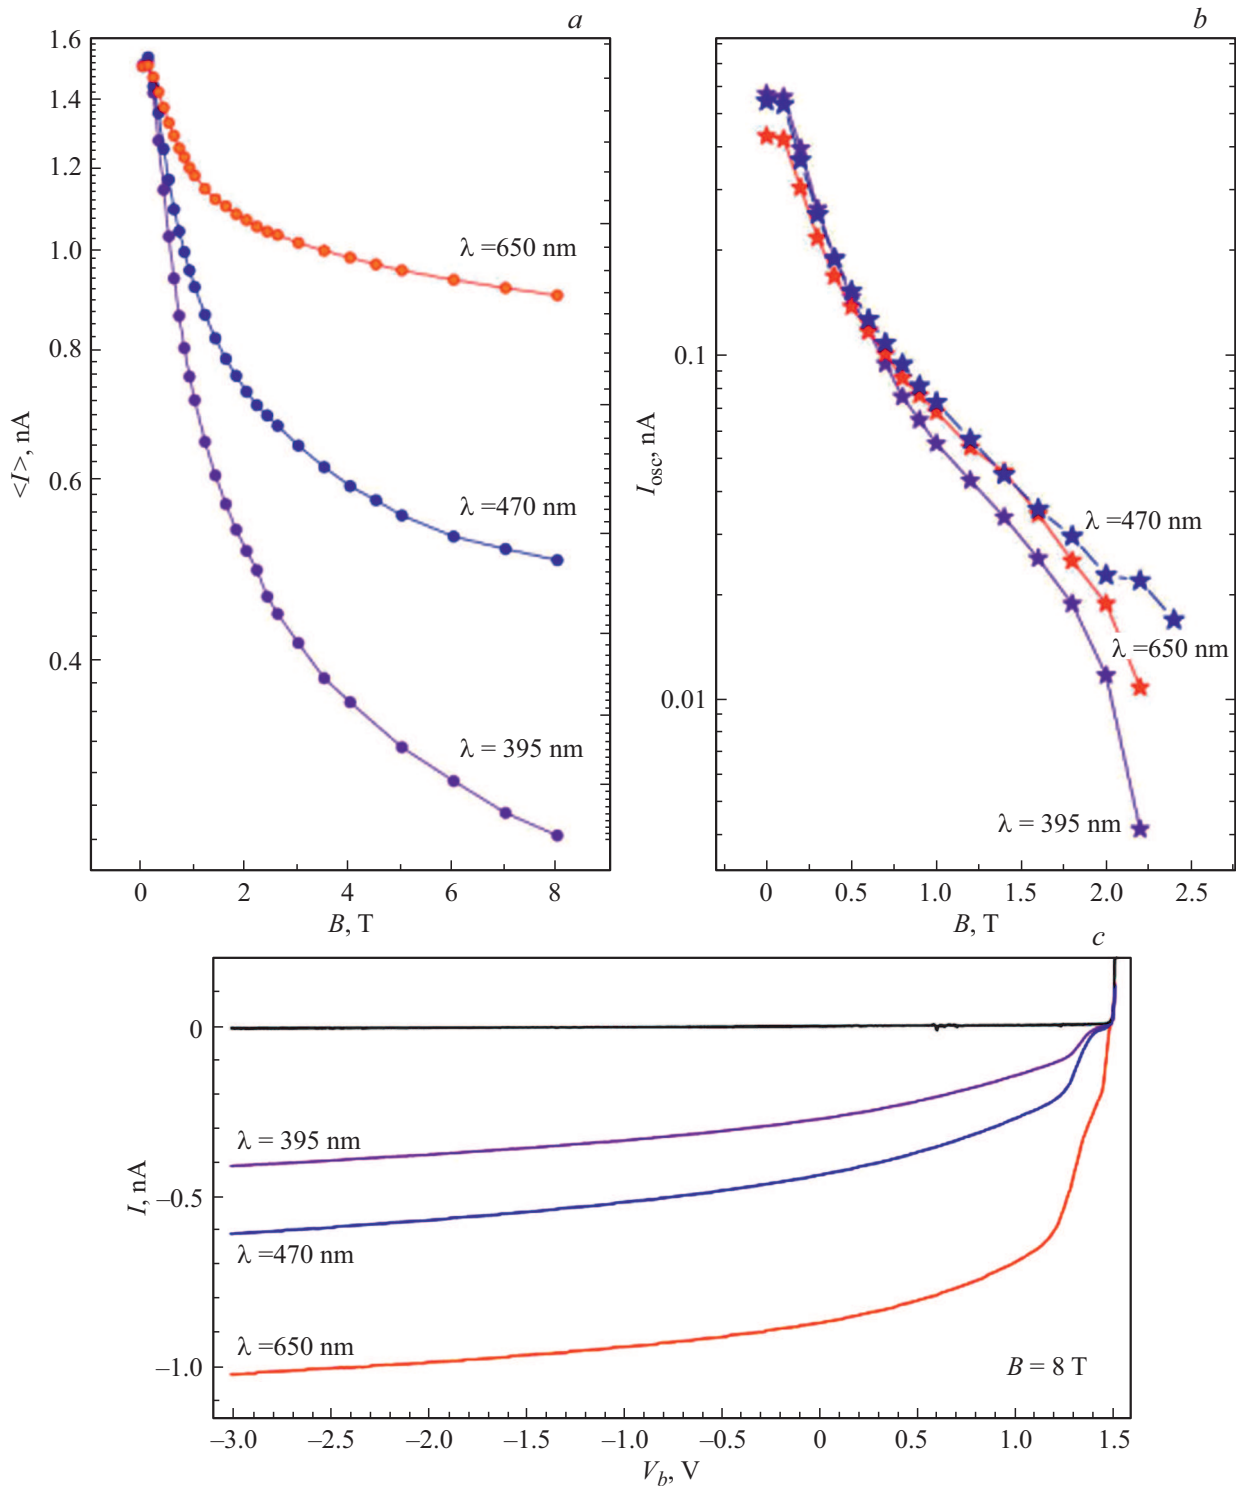 a
1.6
1.4
1.2
1.0
0.8
0.6
0.4
<I>, nA
λ =650 nm
λ =470 nm
λ = 395 nm
0 2 4 6 8
B, T
b
0.1
0.01
I_osc, nA
λ =470 nm
λ =650 nm
λ = 395 nm
0 0.5 1.0 1.5 2.0 2.5
B, T
c
0
−0.5
−1.0
I, nA
λ = 395 nm
λ =470 nm
λ =650 nm
B = 8 T
−3.0 −2.5 −2.0 −1.5 −1.0 −0.5 0 0.5 1.0 1.5
V_b, V